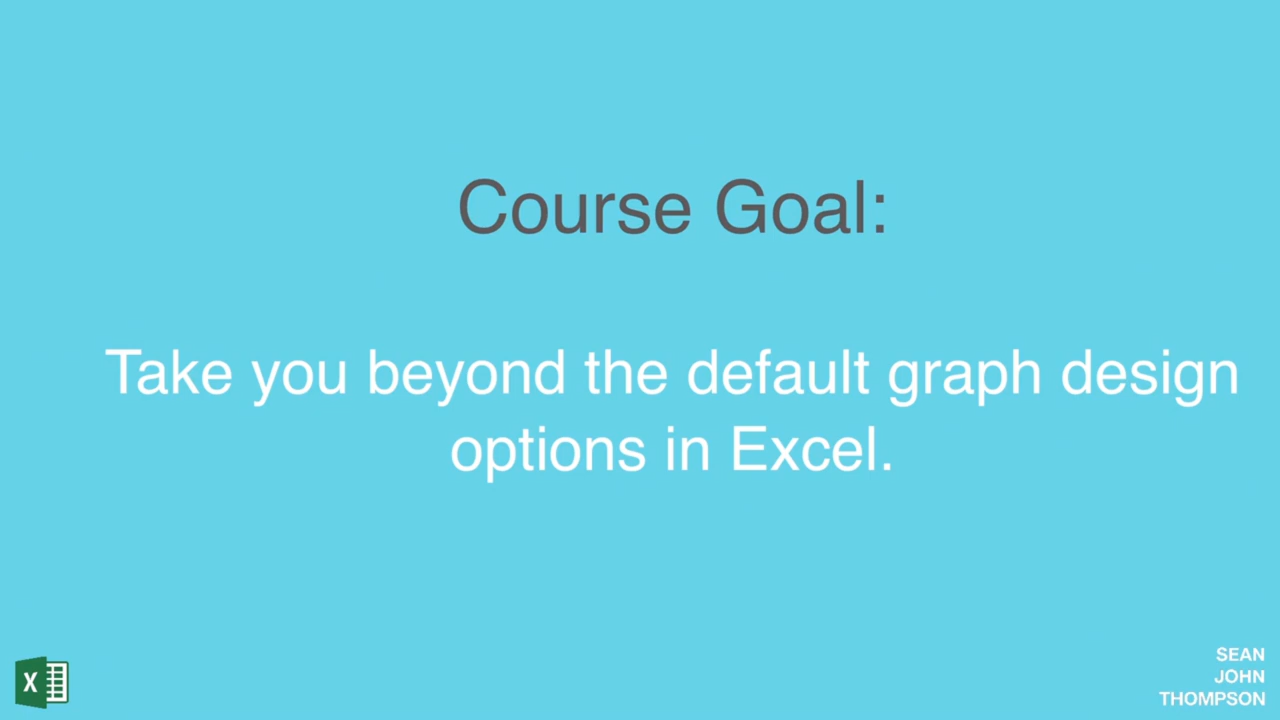 Course Goal:
Take you beyond the default graph design
options in Excel.
X
SEAN
JOHN
THOMPSON